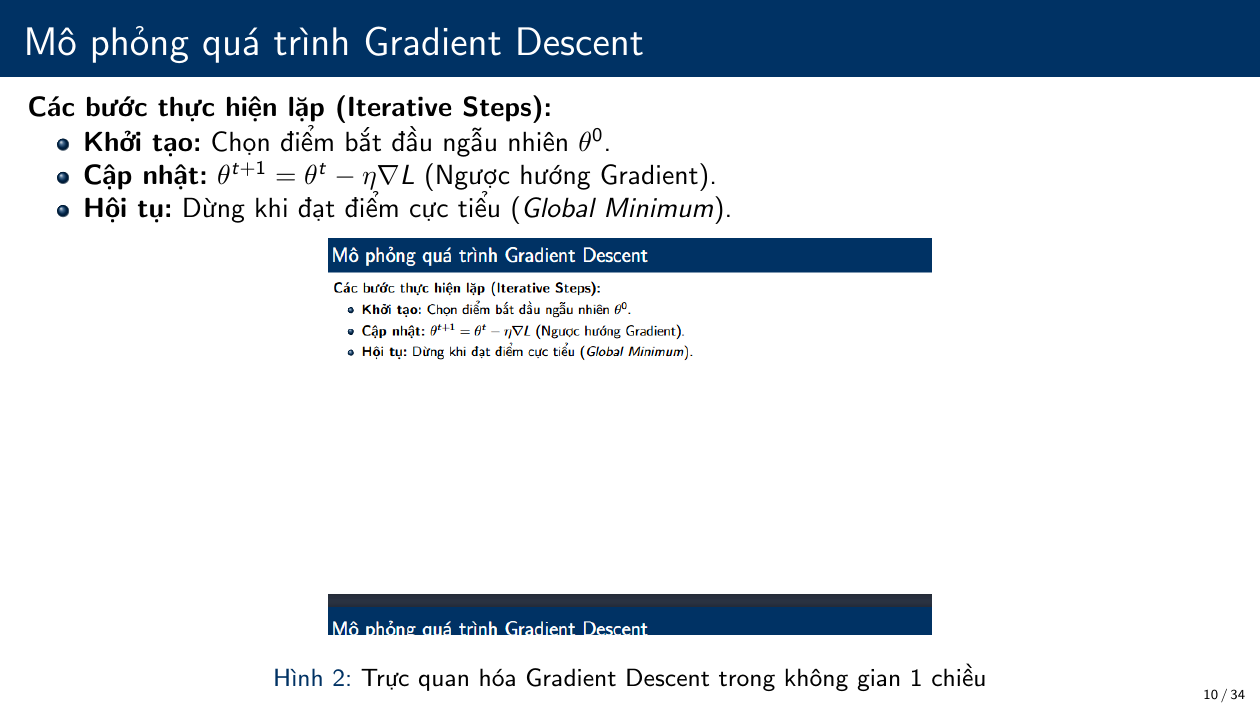 Mô phỏng quá trình Gradient Descent
Các bước thực hiện lặp (Iterative Steps):
Khởi tạo: Chọn điểm bắt đầu ngẫu nhiên θ⁰.
Cập nhật: θᵗ⁺¹ = θᵗ − η∇L (Ngược hướng Gradient).
Hội tụ: Dừng khi đạt điểm cực tiểu (Global Minimum).
Mô phỏng quá trình Gradient Descent
Các bước thực hiện lặp (Iterative Steps):
Khởi tạo: Chọn điểm bắt đầu ngẫu nhiên θ⁰.
Cập nhật: θᵗ⁺¹ = θᵗ − η∇L (Ngược hướng Gradient).
Hội tụ: Dừng khi đạt điểm cực tiểu (Global Minimum).
Mô phỏng quá trình Gradient Descent
Hình 2: Trực quan hóa Gradient Descent trong không gian 1 chiều
10 / 34